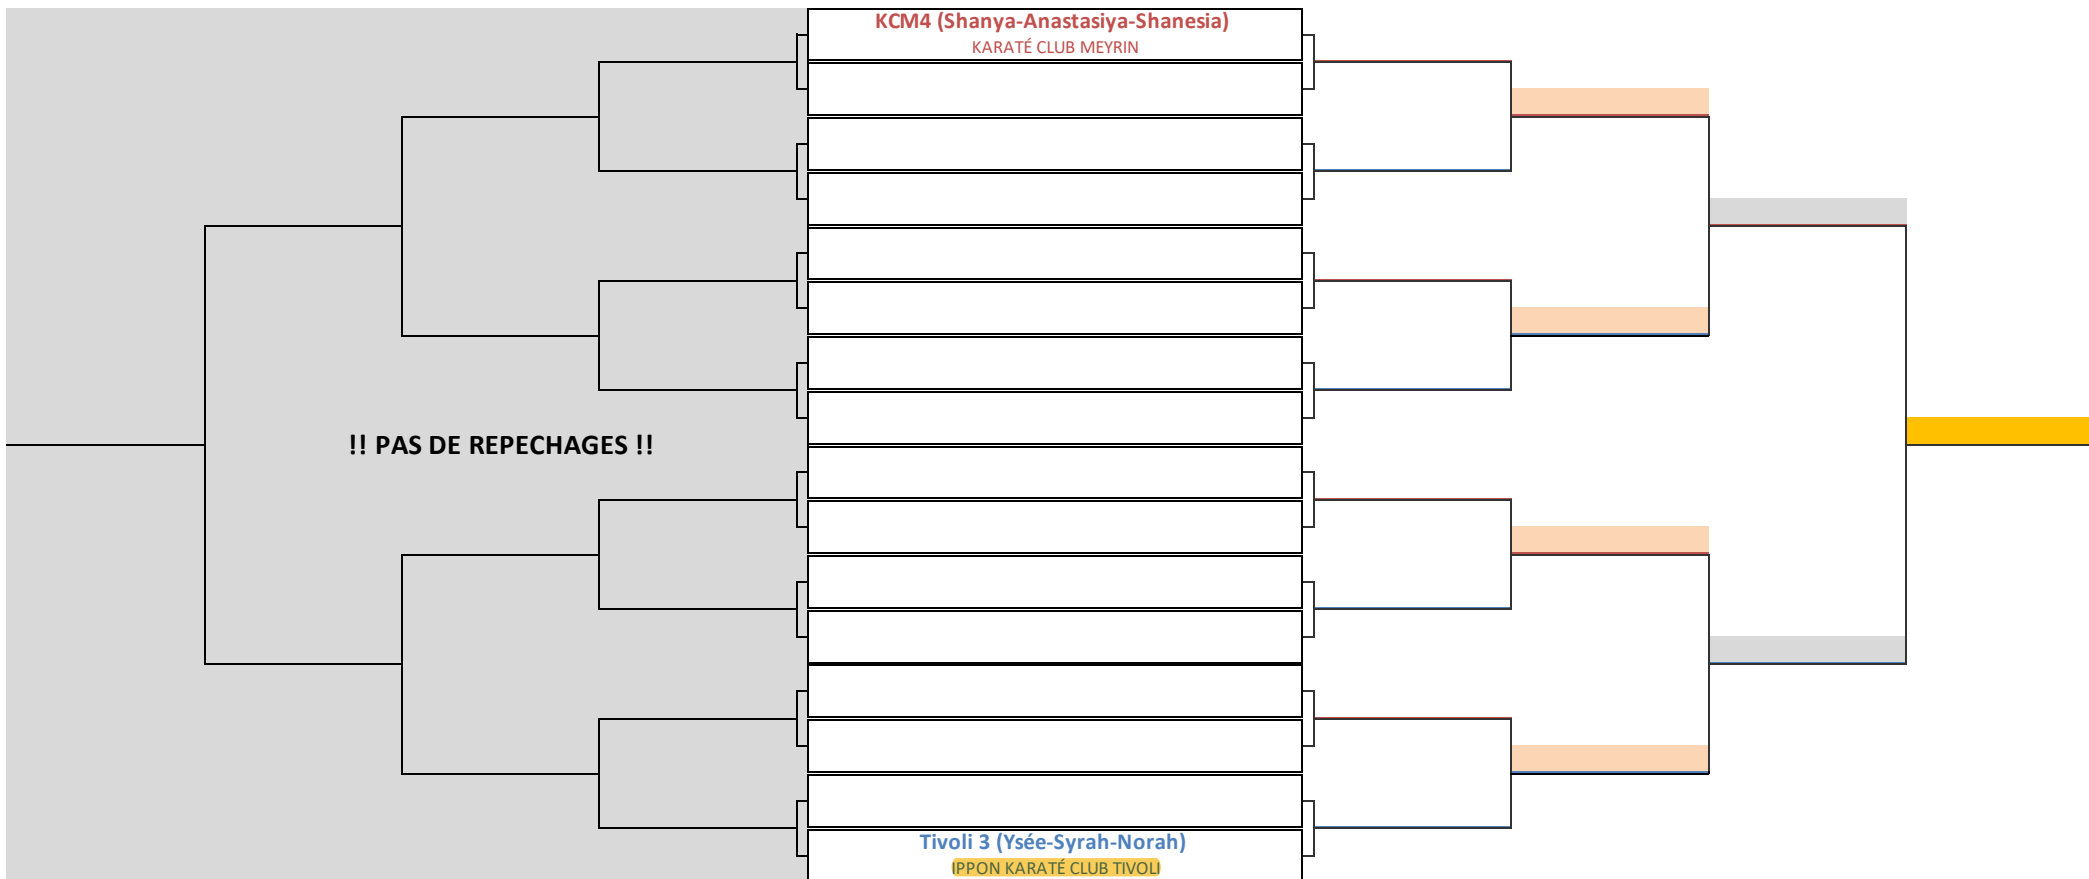 KCM4 (Shanya-Anastasiya-Shanesia)
KARATÉ CLUB MEYRIN
!! PAS DE REPECHAGES !!
Tivoli 3 (Ysée-Syrah-Norah)
IPPON KARATÉ CLUB TIVOLI